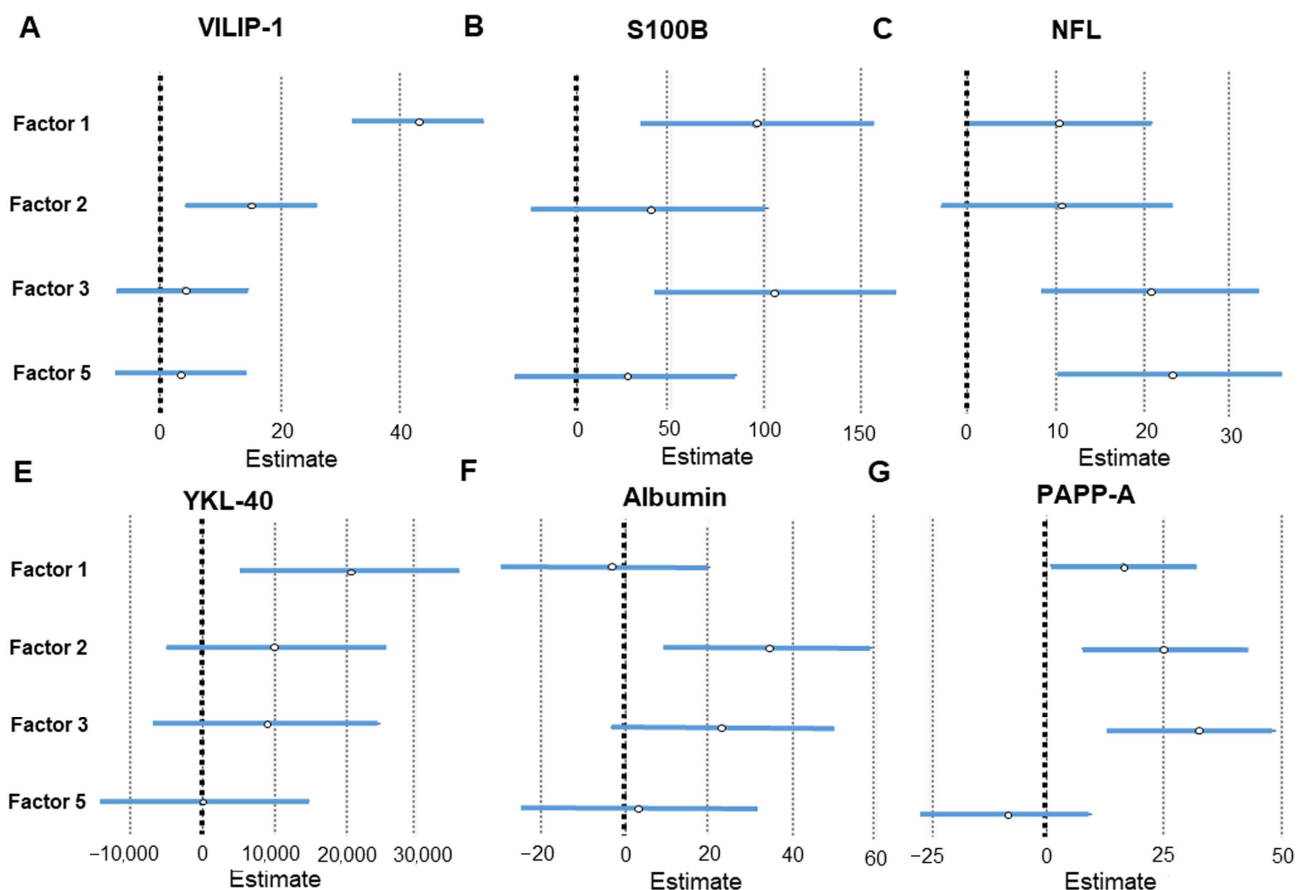 A VILIP-1 B S100B C NFL
Factor 1
Factor 2
Factor 3
Factor 5
0 20 40 0 50 100 150 0 10 20 30
Estimate Estimate Estimate
E YKL-40 F Albumin G PAPP-A
Factor 1
Factor 2
Factor 3
Factor 5
−10,000 0 10,000 20,000 30,000 −20 0 20 40 60 −25 0 25 50
Estimate Estimate Estimate